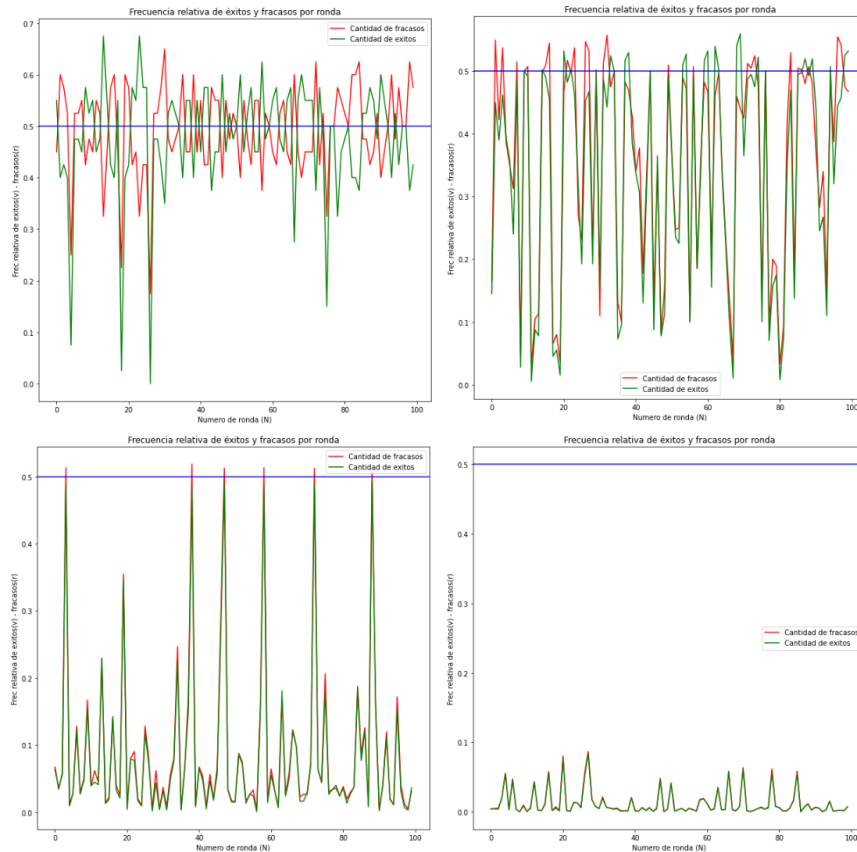 Frecuencia relativa de éxitos y fracasos por ronda
Cantidad de fracasos
Cantidad de exitos
0.7
0.6
0.5
0.4
0.3
0.2
0.1
0.0
Frec relativa de exitos(v) - fracasos(r)
0 20 40 60 80 100
Numero de ronda (N)
Frecuencia relativa de éxitos y fracasos por ronda
0.5
0.4
0.3
0.2
0.1
0.0
Frec relativa de exitos(v) - fracasos(r)
Cantidad de fracasos
Cantidad de exitos
0 20 40 60 80 100
Numero de ronda (N)
Frecuencia relativa de éxitos y fracasos por ronda
Cantidad de fracasos
Cantidad de exitos
0.5
0.4
0.3
0.2
0.1
0.0
Frec relativa de exitos(v) - fracasos(r)
0 20 40 60 80 100
Numero de ronda (N)
Frecuencia relativa de éxitos y fracasos por ronda
0.5
0.4
0.3
0.2
0.1
0.0
Frec relativa de exitos(v) - fracasos(r)
Cantidad de fracasos
Cantidad de exitos
0 20 40 60 80 100
Numero de ronda (N)